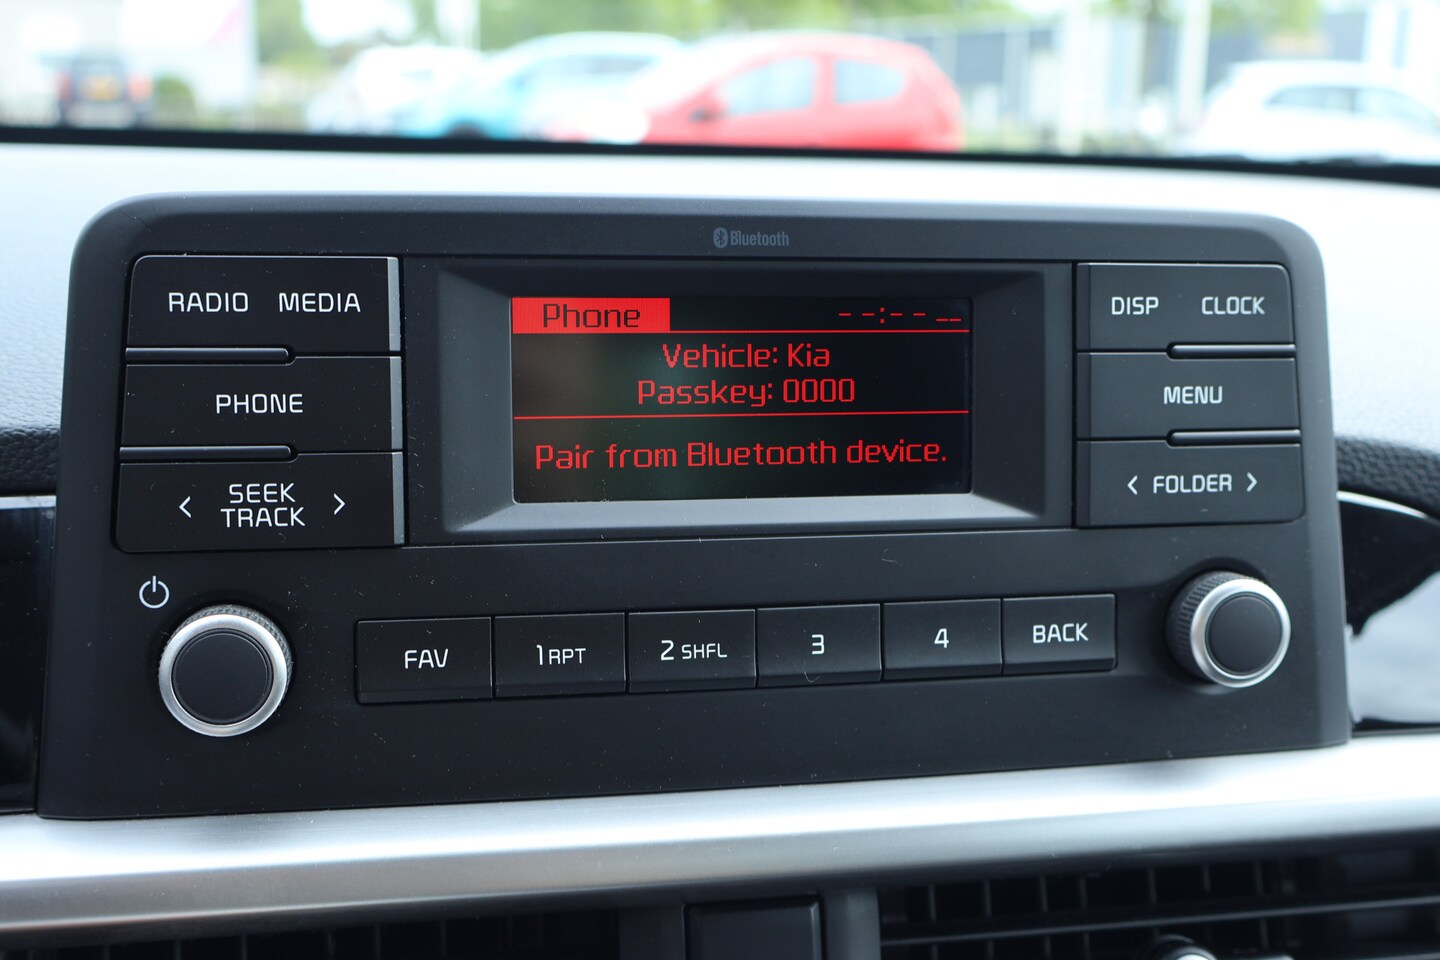 Bluetooth
RADIO MEDIA
PHONE
< SEEK TRACK >
Phone --:-- --
Vehicle: Kia
Passkey: 0000
Pair from Bluetooth device.
DISP CLOCK
MENU
< FOLDER >
FAV
1 RPT
2 SHFL
3
4
BACK